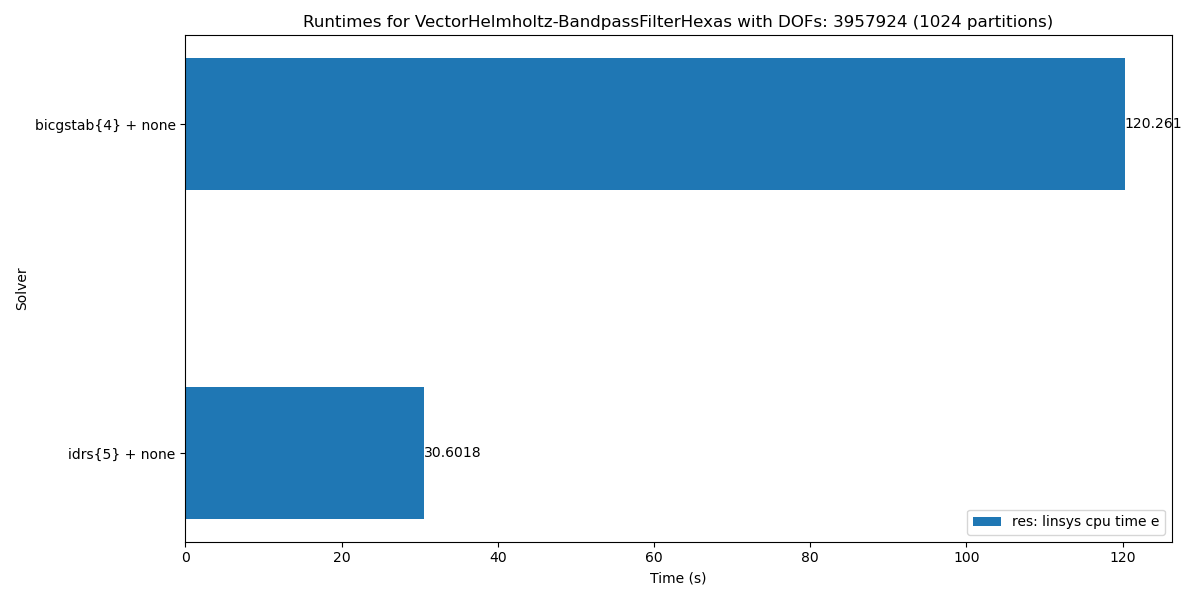 Runtimes for VectorHelmholtz-BandpassFilterHexas with DOFs: 3957924 (1024 partitions)
bicgstab{4} + none
120.261
Solver
idrs{5} + none
30.6018
res: linsys cpu time e
0 20 40 60 80 100 120
Time (s)